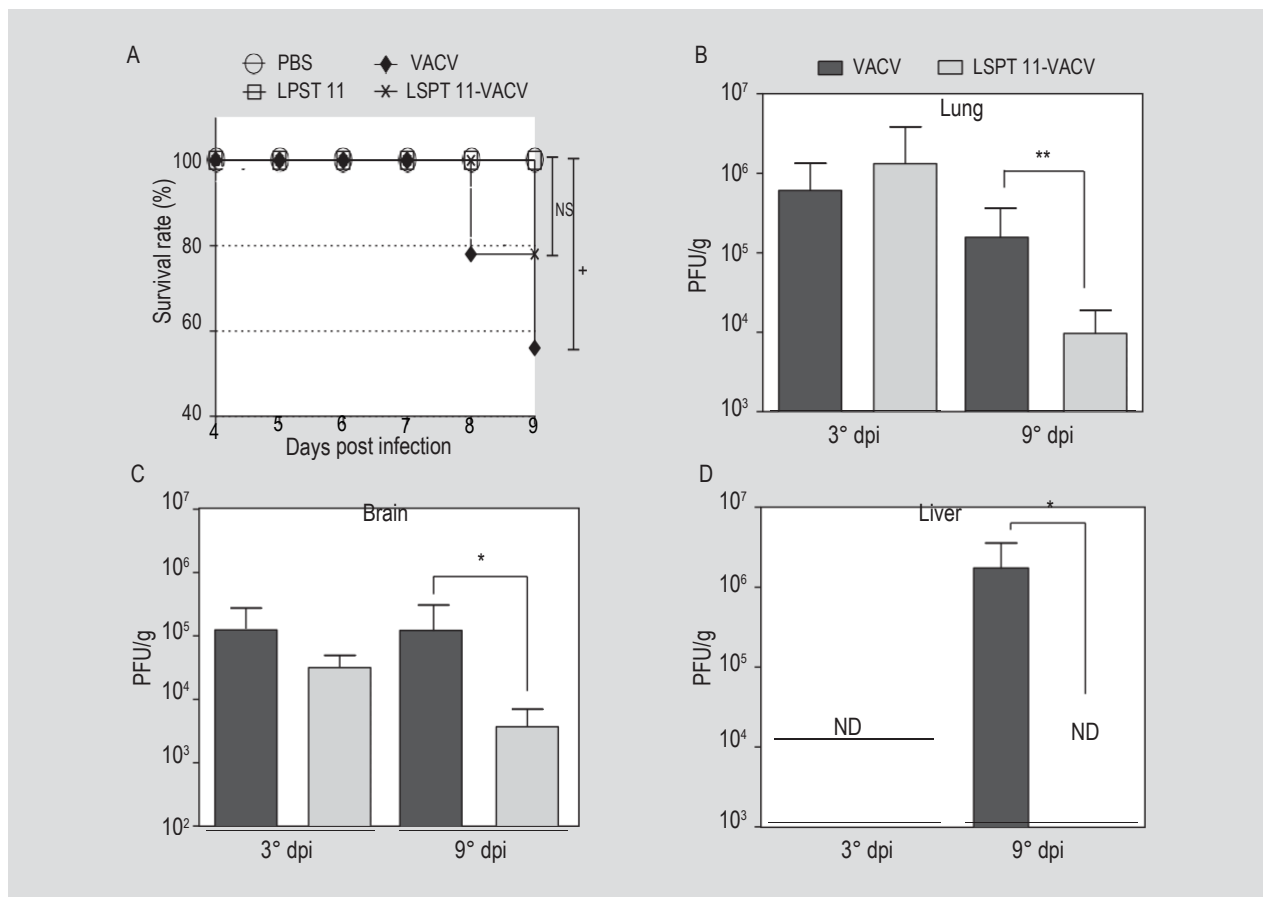 A
PBS
VACV
LPST 11
LSPT 11-VACV
Survival rate (%)
100
80
60
40
NS
+
4
5
6
7
8
9
Days post infection
B
VACV
LSPT 11-VACV
Lung
PFU/g
10⁷
10⁶
10⁵
10⁴
10³
**
3° dpi
9° dpi
C
Brain
PFU/g
10⁷
10⁶
10⁵
10⁴
10³
10²
*
3° dpi
9° dpi
D
Liver
PFU/g
10⁷
10⁶
10⁵
10⁴
10³
*
ND
ND
3° dpi
9° dpi